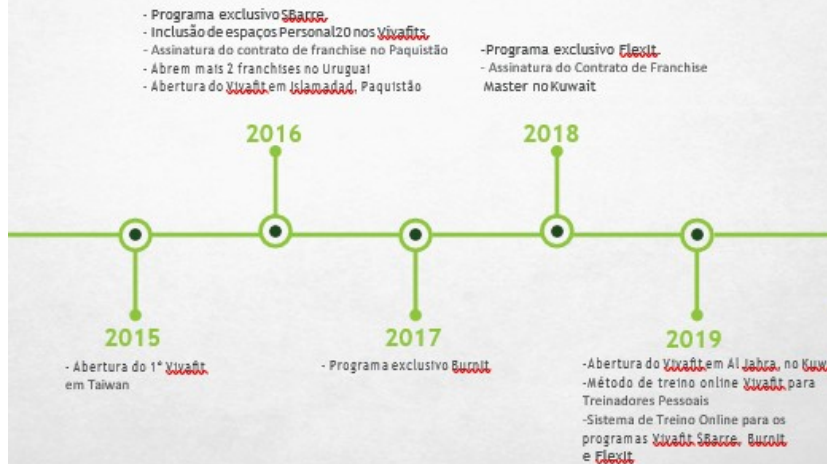 - Programa exclusivo SBarre
- Inclusão de espaços Personal20 nos Vivafits
- Assinatura do contrato de franchise no Paquistão
- Abrem mais 2 franchises no Uruguai
- Abertura do Vivafit em Islamadad, Paquistão
2016
-Programa exclusivo FlexIt
- Assinatura do Contrato de Franchise
Master no Kuwait
2018
2015
- Abertura do 1º Vivafit
em Taiwan
2017
- Programa exclusivo BurnIt
2019
-Abertura do Vivafit em Al Jahra, no Kuw
-Método de treino online Vivafit para
Treinadores Pessoais
-Sistema de Treino Online para os
programas Vivafit SBarre, BurnIt
e FlexIt